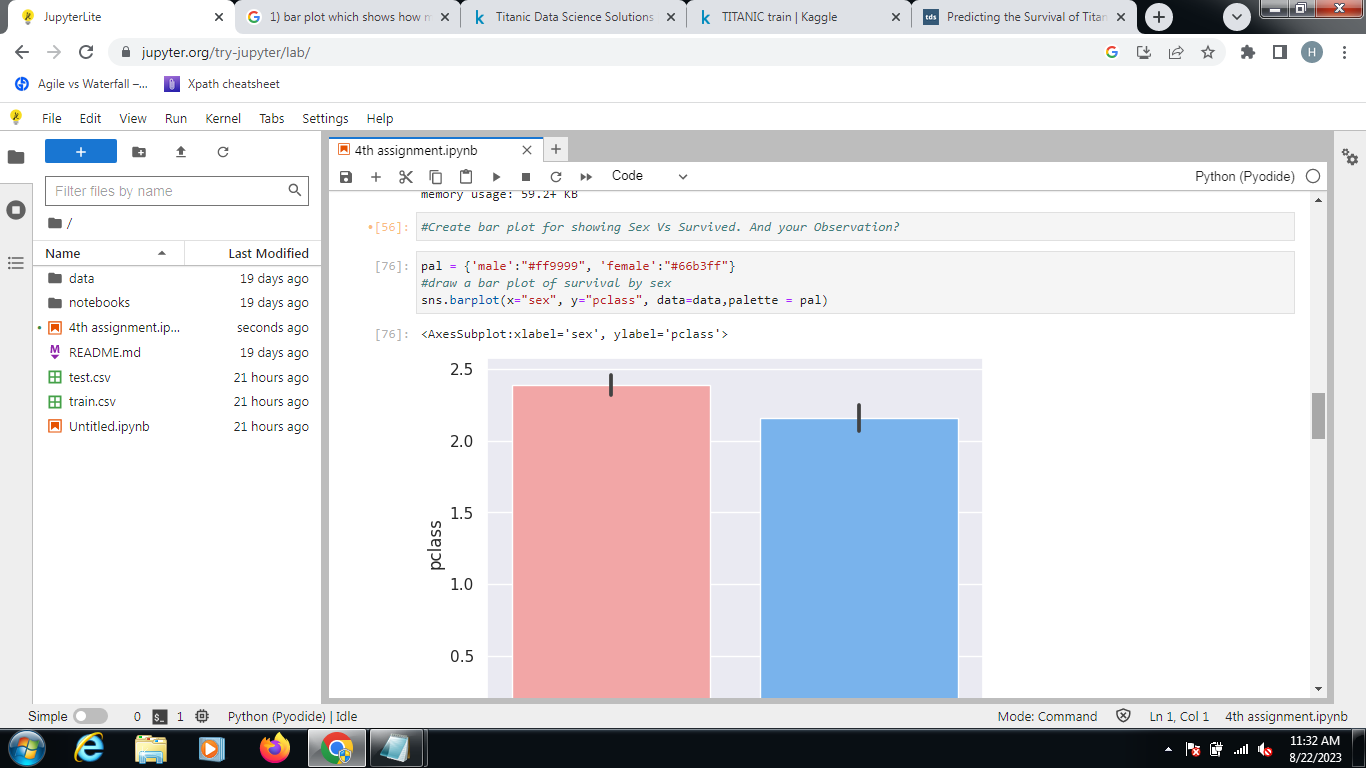 JupyterLite
1) bar plot which shows how m
Titanic Data Science Solutions
TITANIC train | Kaggle
tds
Predicting the Survival of Titan
jupyter.org/try-jupyter/lab/
H
Agile vs Waterfall –...
Xpath cheatsheet
File Edit View Run Kernel Tabs Settings Help
4th assignment.ipynb
Filter files by name
Code
Python (Pyodide)
/
Name Last Modified
data 19 days ago
notebooks 19 days ago
4th assignment.ip... seconds ago
README.md 19 days ago
test.csv 21 hours ago
train.csv 21 hours ago
Untitled.ipynb 21 hours ago
memory usage: 59.2+ KB
[56]: #Create bar plot for showing Sex Vs Survived. And your Observation?
[76]: pal = {'male':"#ff9999", 'female':"#66b3ff"}
#draw a bar plot of survival by sex
sns.barplot(x="sex", y="pclass", data=data,palette = pal)
[76]: <AxesSubplot:xlabel='sex', ylabel='pclass'>
2.5
2.0
1.5
1.0
0.5
pclass
Simple 0 1 Python (Pyodide) | Idle Mode: Command Ln 1, Col 1 4th assignment.ipynb
11:32 AM
8/22/2023